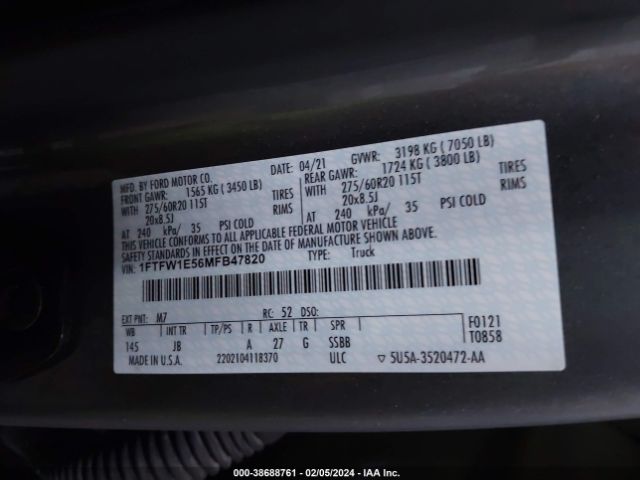 MFD. BY FORD MOTOR CO. DATE: 04/21 GVWR: 3198 KG ( 7050 LB)
FRONT GAWR: 1565 KG ( 3450 LB) REAR GAWR: 1724 KG ( 3800 LB)
WITH 275/60R20 115T TIRES WITH 275/60R20 115T TIRES
20x8.5J RIMS 20x8.5J RIMS
AT 240 kPa/ 35 PSI COLD AT 240 kPa/ 35 PSI COLD
THIS VEHICLE CONFORMS TO ALL APPLICABLE FEDERAL MOTOR VEHICLE
SAFETY STANDARDS IN EFFECT ON THE DATE OF MANUFACTURE SHOWN ABOVE.
VIN: 1FTFW1E56MFB47820 TYPE: Truck
EXT PNT: M7 RC: 52 DSO:
WB INT TR TP/PS R AXLE TR SPR F0121
145 JB A 27 G SSBB T0858
MADE IN U.S.A. 2202104118370 ULC ▽ 5U5A-3520472-AA
000-38688761 - 02/05/2024 - IAA Inc.